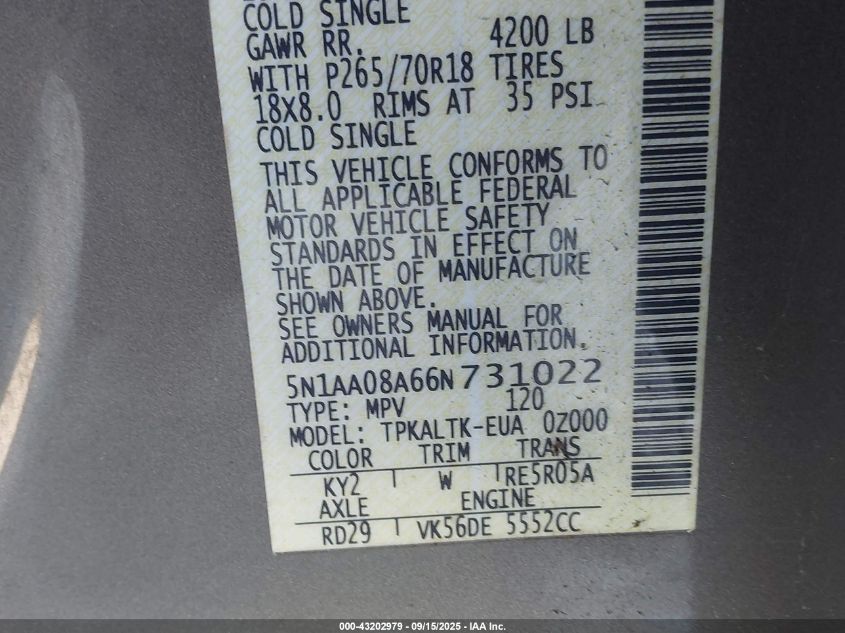 COLD SINGLE
GAWR RR. 4200 LB
WITH P265/70R18 TIRES
18X8.0 RIMS AT 35 PSI
COLD SINGLE
THIS VEHICLE CONFORMS TO
ALL APPLICABLE FEDERAL
MOTOR VEHICLE SAFETY
STANDARDS IN EFFECT ON
THE DATE OF MANUFACTURE
SHOWN ABOVE.
SEE OWNERS MANUAL FOR
ADDITIONAL INFORMATION.
5N1AA08A66N731022
TYPE: MPV 120
MODEL: TPKALTK-EUA 0Z000
COLOR TRIM TRANS
KY2 W RE5R05A
AXLE ENGINE
RD29 VK56DE 5552CC
000-43202979 - 09/15/2025 - IAA Inc.